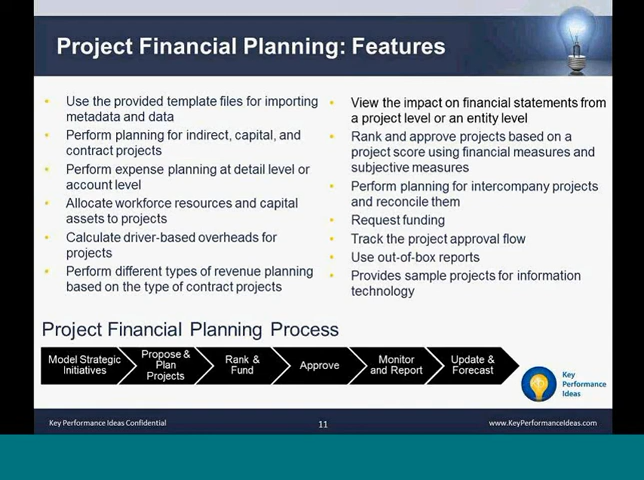 Project Financial Planning: Features
Use the provided template files for importing
metadata and data
Perform planning for indirect, capital, and
contract projects
Perform expense planning at detail level or
account level
Allocate workforce resources and capital
assets to projects
Calculate driver-based overheads for
projects
Perform different types of revenue planning
based on the type of contract projects
View the impact on financial statements from
a project level or an entity level
Rank and approve projects based on a
project score using financial measures and
subjective measures
Perform planning for intercompany projects
and reconcile them
Request funding
Track the project approval flow
Use out-of-box reports
Provides sample projects for information
technology
Project Financial Planning Process
Model Strategic
Initiatives
Propose &
Plan
Projects
Rank &
Fund
Approve
Monitor
and Report
Update &
Forecast
Key
Performance
Ideas
Key Performance Ideas Confidential
11
www.KeyPerformanceIdeas.com